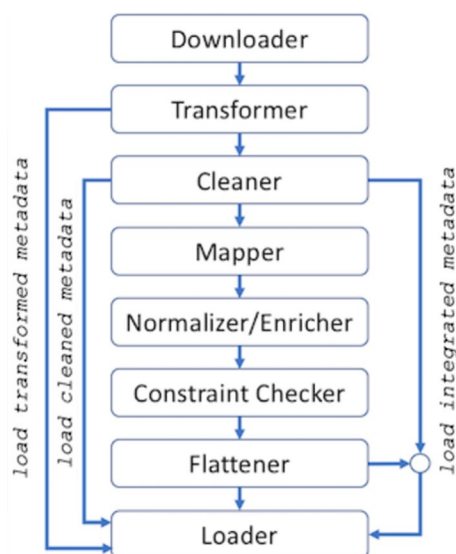 Downloader
Transformer
Cleaner
Mapper
Normalizer/Enricher
Constraint Checker
Flattener
Loader
load transformed metadata
load cleaned metadata
load integrated metadata